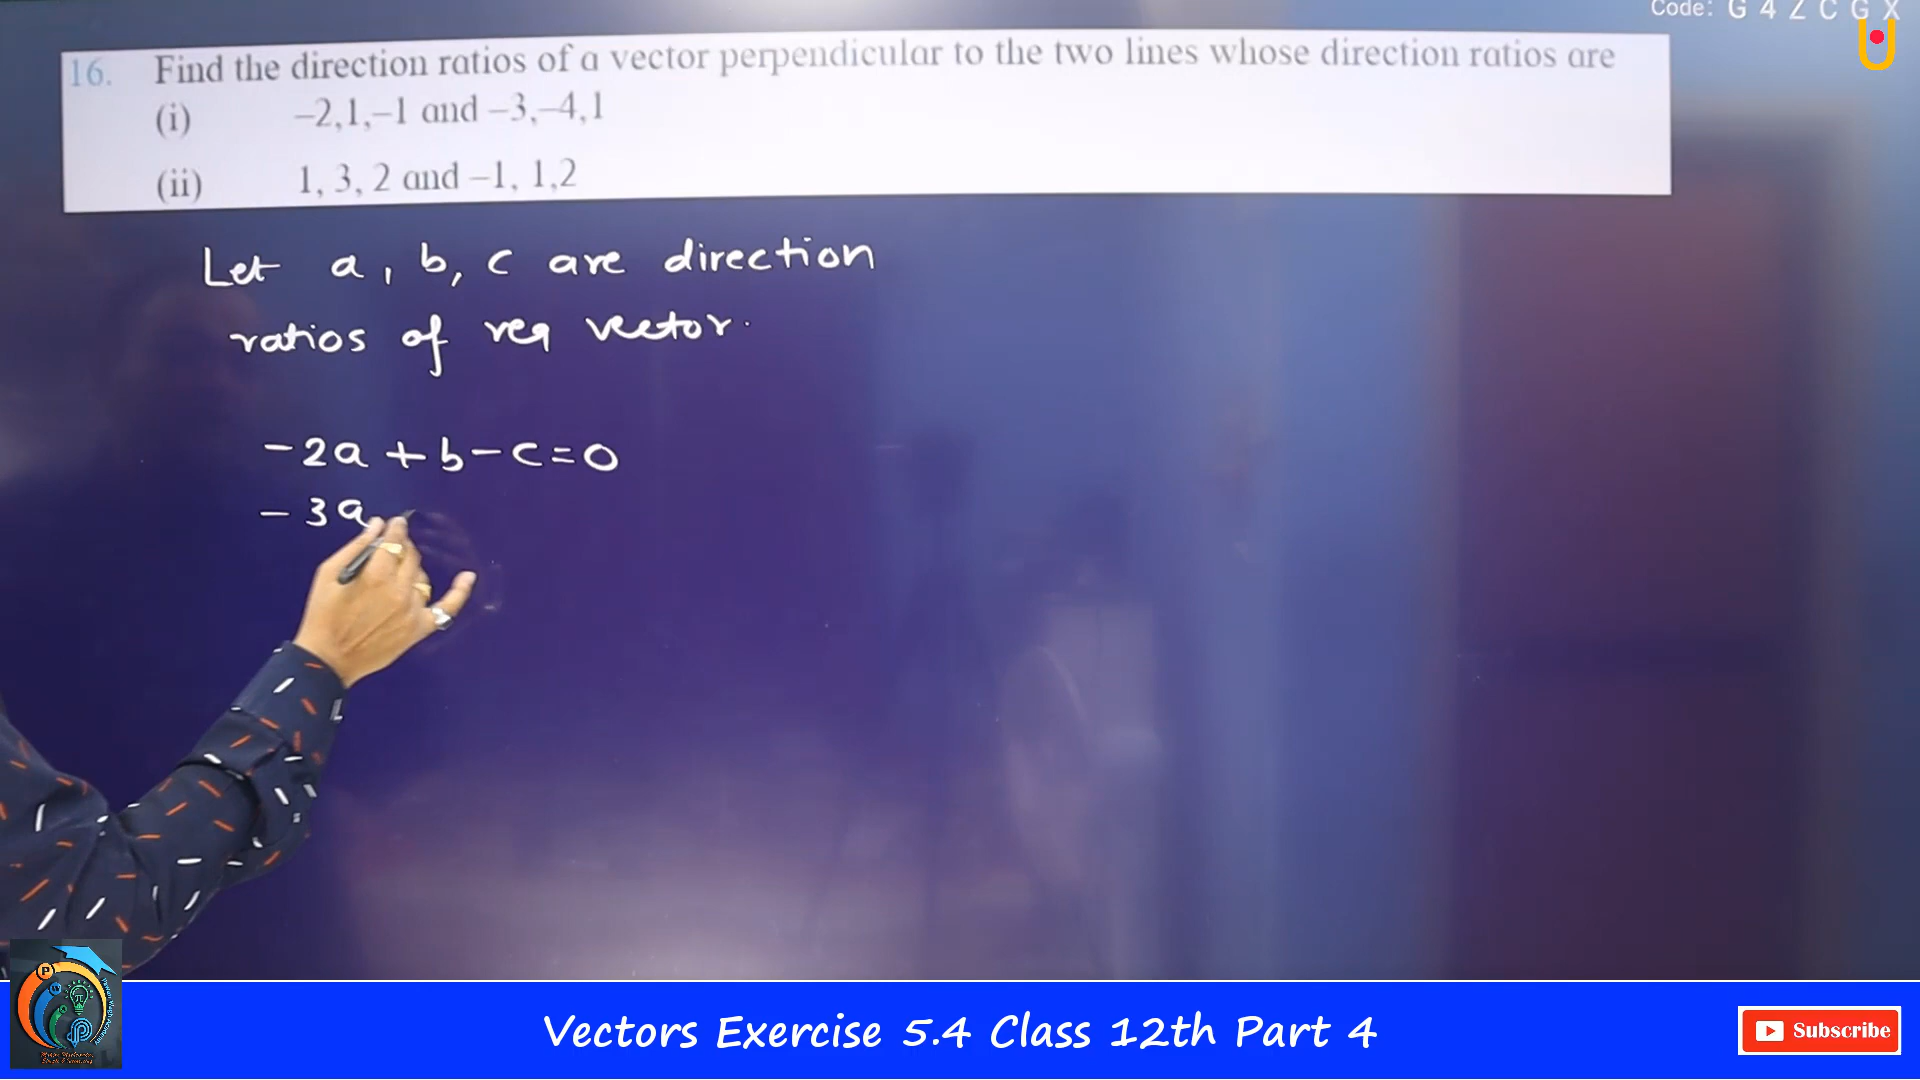 Code: G 4 Z C G X
16. Find the direction ratios of a vector perpendicular to the two lines whose direction ratios are
(i) –2,1,–1 and –3,–4,1
(ii) 1, 3, 2 and –1, 1,2
Let a, b, c are direction
ratios of req vector.
-2a + b - c = 0
- 3a
Vectors Exercise 5.4 Class 12th Part 4
Subscribe